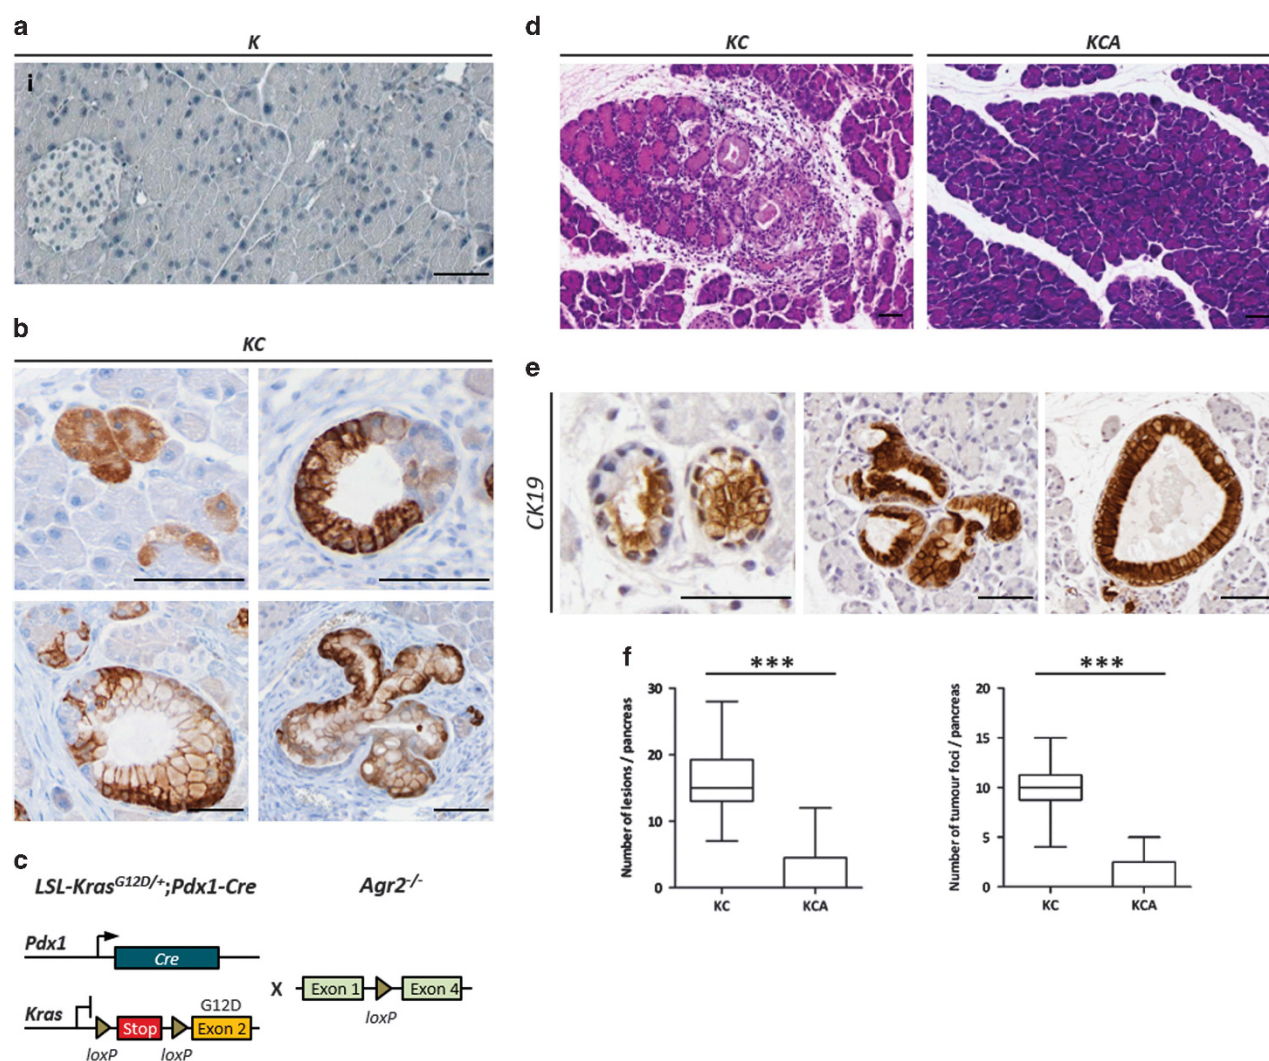 a
K
i
b
KC
c
LSL-Kras^G12D/+;Pdx1-Cre
Agr2^-/-
Pdx1
Cre
X
Exon 1
Exon 4
loxP
G12D
Kras
Stop
Exon 2
loxP
loxP
d
KC
KCA
e
CK19
f
***
Number of lesions / pancreas
30
20
10
0
KC
KCA
***
Number of tumour foci / pancreas
20
15
10
5
0
KC
KCA